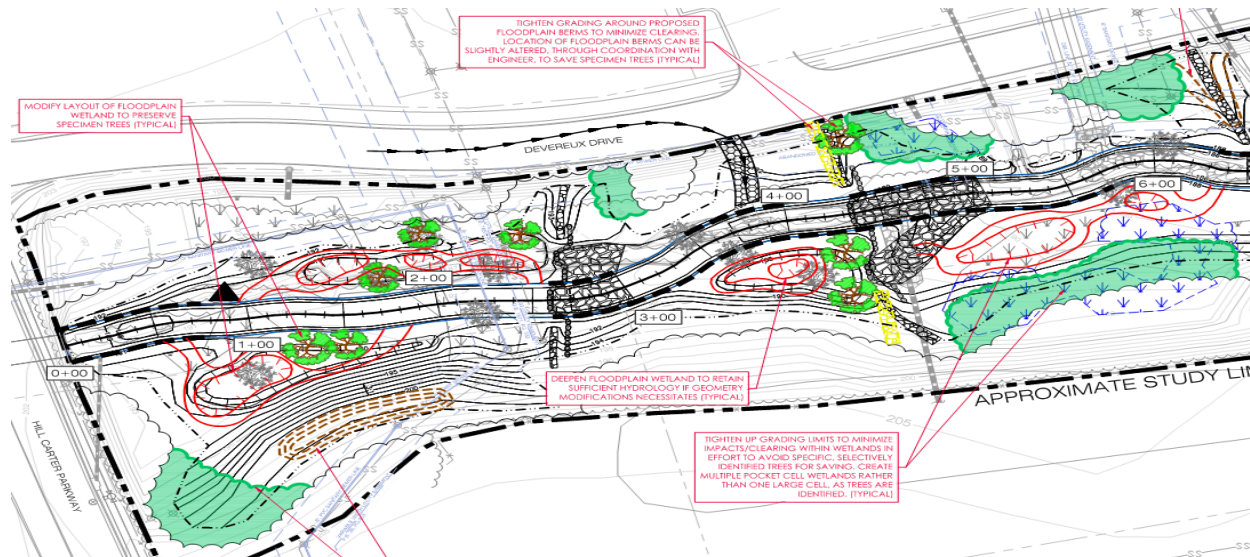 TIGHTEN GRADING AROUND PROPOSED
FLOODPLAIN BERMS TO MINIMIZE CLEARING.
LOCATION OF FLOODPLAIN BERMS CAN BE
SLIGHTLY ALTERED, THROUGH COORDINATION WITH
ENGINEER, TO SAVE SPECIMEN TREES (TYPICAL)
MODIFY LAYOUT OF FLOODPLAIN
WETLAND TO PRESERVE
SPECIMEN TREES (TYPICAL)
DEVEREUX DRIVE
ABANDONED
0+00
1+00
2+00
3+00
4+00
5+00
6+00
DEEPEN FLOODPLAIN WETLAND TO RETAIN
SUFFICIENT HYDROLOGY IF GEOMETRY
MODIFICATIONS NECESSITATES (TYPICAL)
APPROXIMATE STUDY LIM
205
TIGHTEN UP GRADING LIMITS TO MINIMIZE
IMPACTS/CLEARING WITHIN WETLANDS IN
EFFORT TO AVOID SPECIFIC, SELECTIVELY
IDENTIFIED TREES FOR SAVING. CREATE
MULTIPLE POCKET CELL WETLANDS RATHER
THAN ONE LARGE CELL, AS TREES ARE
IDENTIFIED. (TYPICAL)
HILL CARTER PARKWAY